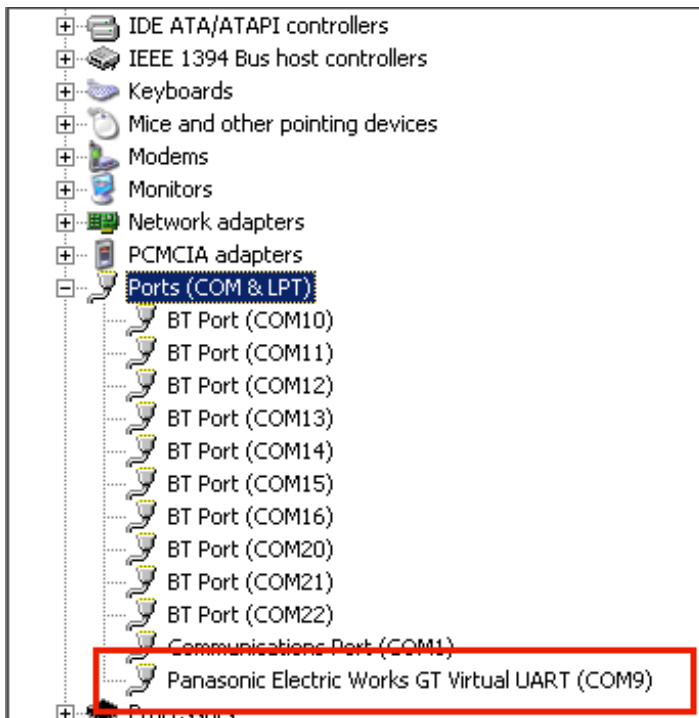 IDE ATA/ATAPI controllers
IEEE 1394 Bus host controllers
Keyboards
Mice and other pointing devices
Modems
Monitors
Network adapters
PCMCIA adapters
Ports (COM & LPT)
BT Port (COM10)
BT Port (COM11)
BT Port (COM12)
BT Port (COM13)
BT Port (COM14)
BT Port (COM15)
BT Port (COM16)
BT Port (COM20)
BT Port (COM21)
BT Port (COM22)
Communications Port (COM1)
Panasonic Electric Works GT Virtual UART (COM9)
Processors